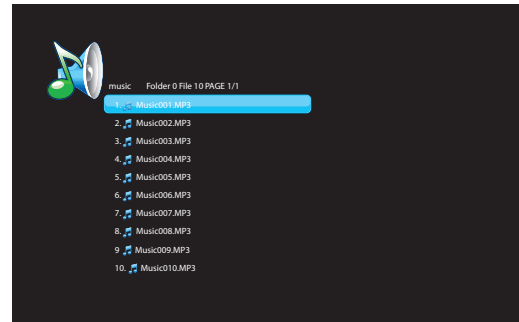 music Folder 0 File 10 PAGE 1/1
1. Music001.MP3
2. Music002.MP3
3. Music003.MP3
4. Music004.MP3
5. Music005.MP3
6. Music006.MP3
7. Music007.MP3
8. Music008.MP3
9 Music009.MP3
10. Music010.MP3